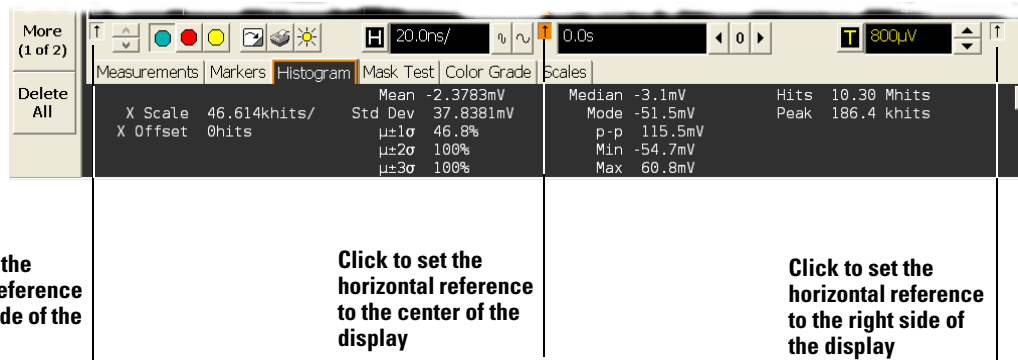 More
(1 of 2)
H 20.0ns/ 0.0s 0 T 800µV
Measurements Markers Histogram Mask Test Color Grade Scales
Delete
All
Mean -2.3783mV Median -3.1mV Hits 10.30 Mhits
X Scale 46.614khits/ Std Dev 37.8381mV Mode -51.5mV Peak 186.4 khits
X Offset 0hits µ±1σ 46.8% p-p 115.5mV
µ±2σ 100% Min -54.7mV
µ±3σ 100% Max 60.8mV
the
eference
de of the
Click to set the
horizontal reference
to the center of the
display
Click to set the
horizontal reference
to the right side of
the display